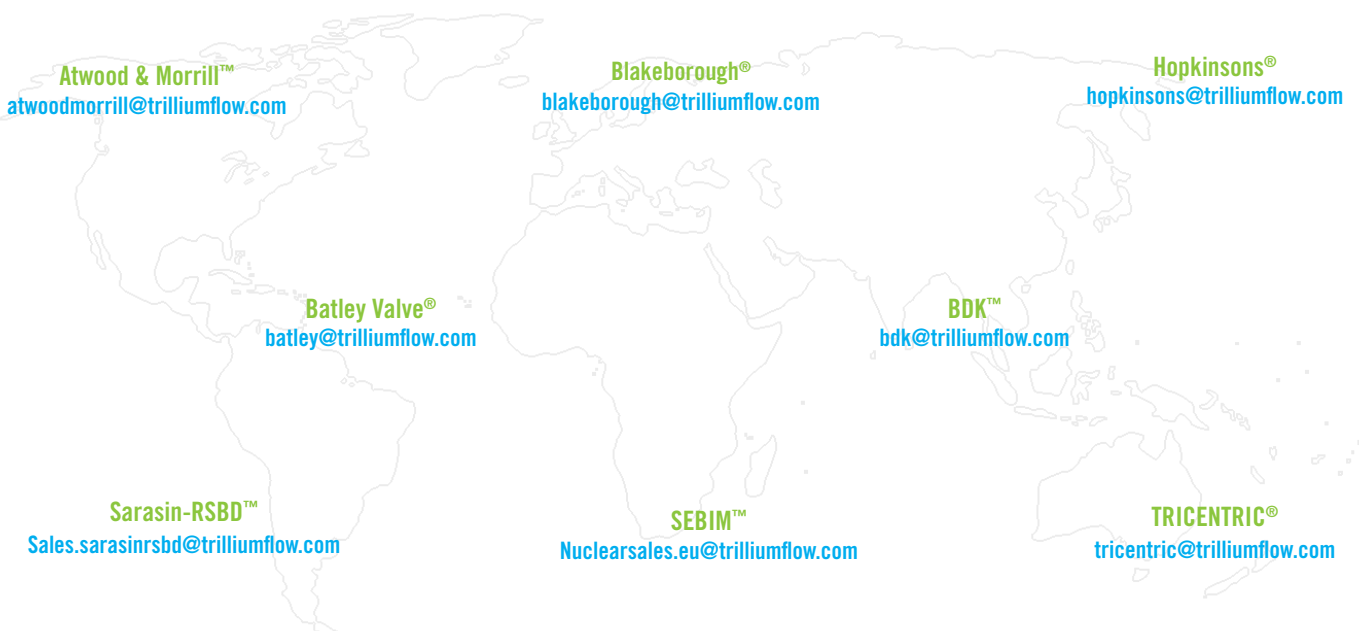 Atwood & Morrill™
atwoodmorrill@trilliumflow.com
Blakeborough®
blakeborough@trilliumflow.com
Hopkinsons®
hopkinsons@trilliumflow.com
Batley Valve®
batley@trilliumflow.com
BDK™
bdk@trilliumflow.com
Sarasin-RSBD™
Sales.sarasinrsbd@trilliumflow.com
SEBIM™
Nuclearsales.eu@trilliumflow.com
TRICENTRIC®
tricentric@trilliumflow.com